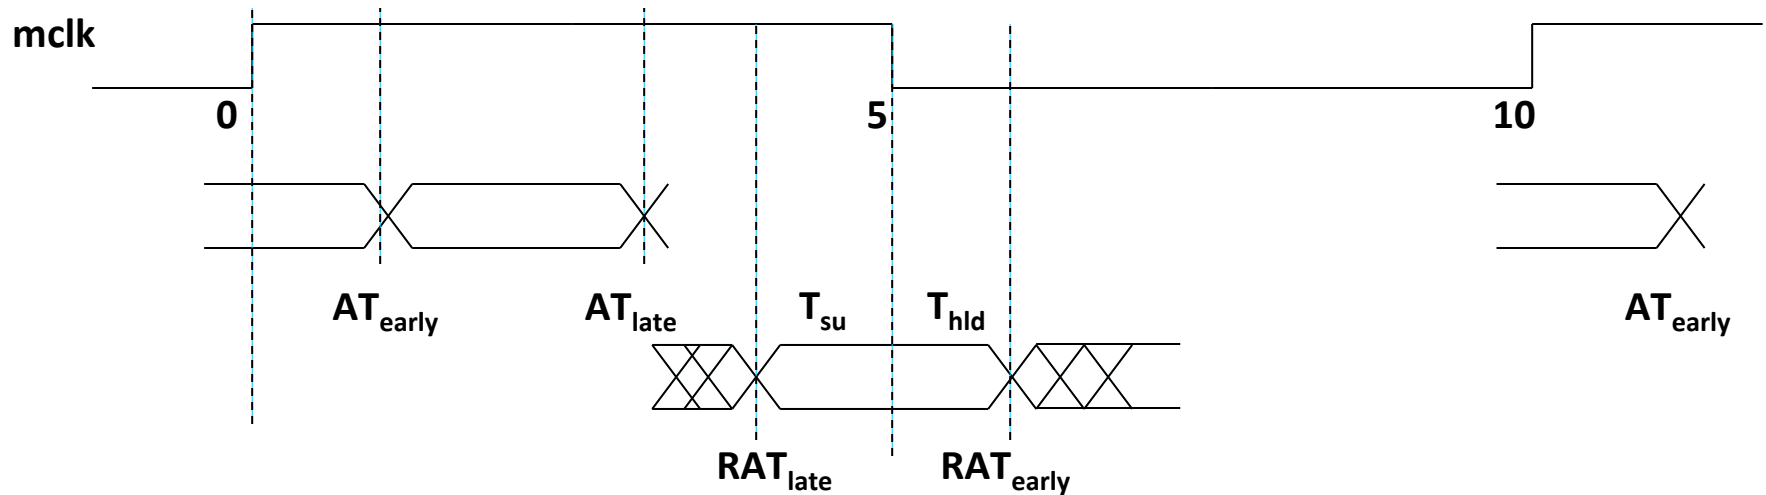 mclk
0 5 10
AT_early AT_late AT_early
T_su T_hld
RAT_late RAT_early